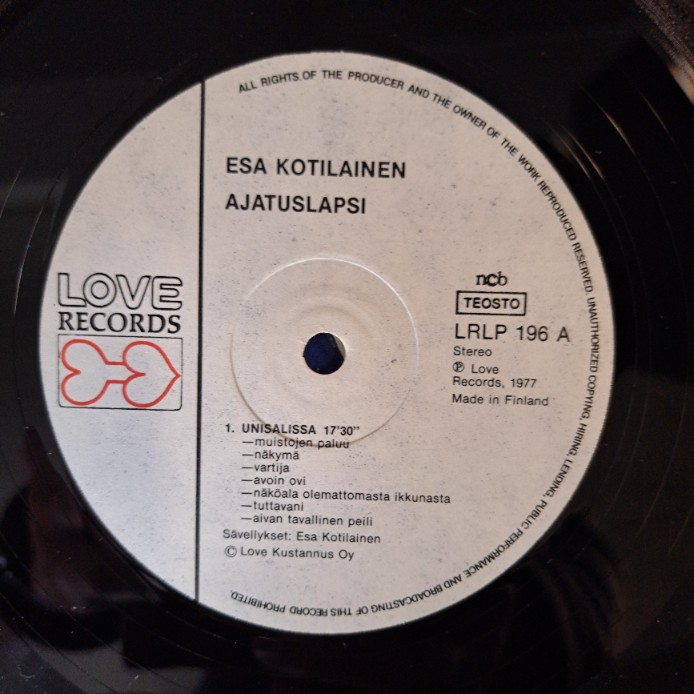 ALL RIGHTS OF THE PRODUCER AND THE OWNER OF THE WORK REPRODUCED RESERVED. UNAUTHORIZED COPYING, HIRING, LENDING, PUBLIC PERFORMANCE AND BROADCASTING OF THIS RECORD PROHIBITED.
ESA KOTILAINEN
AJATUSLAPSI
LOVE
RECORDS
ncb
TEOSTO
LRLP 196 A
Stereo
℗ Love
Records, 1977
Made in Finland
1. UNISALISSA 17'30"
—muistojen paluu
—näkymä
—vartija
—avoin ovi
—näköala olemattomasta ikkunasta
—tuttavani
—aivan tavallinen peili
Sävellykset: Esa Kotilainen
© Love Kustannus Oy